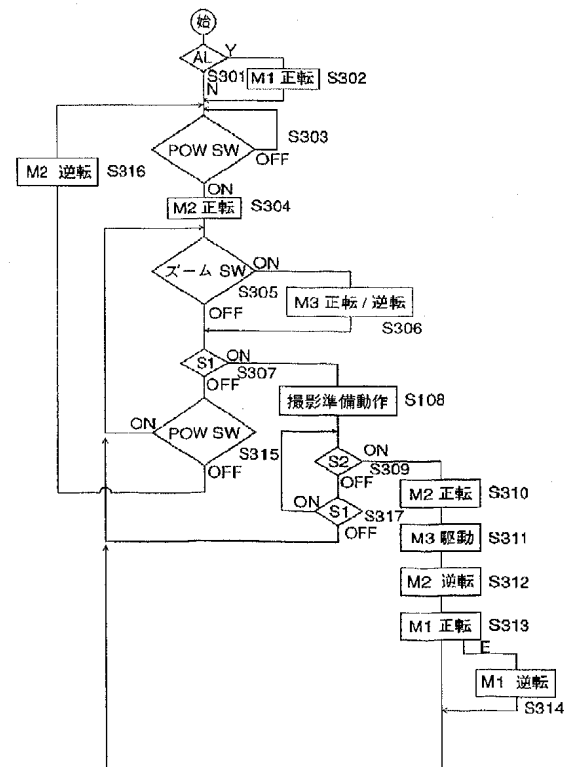 始
AL
Y
S301
N
M1 正転
S302
POW SW
S303
OFF
ON
M2 逆転
S316
M2 正転
S304
ズーム SW
ON
S305
OFF
M3 正転 / 逆転
S306
S1
ON
S307
OFF
撮影準備動作
S108
ON
POW SW
S315
OFF
S2
ON
S309
OFF
M2 正転
S310
ON
S1
S317
OFF
M3 駆動
S311
M2 逆転
S312
M1 正転
S313
E
M1 逆転
S314